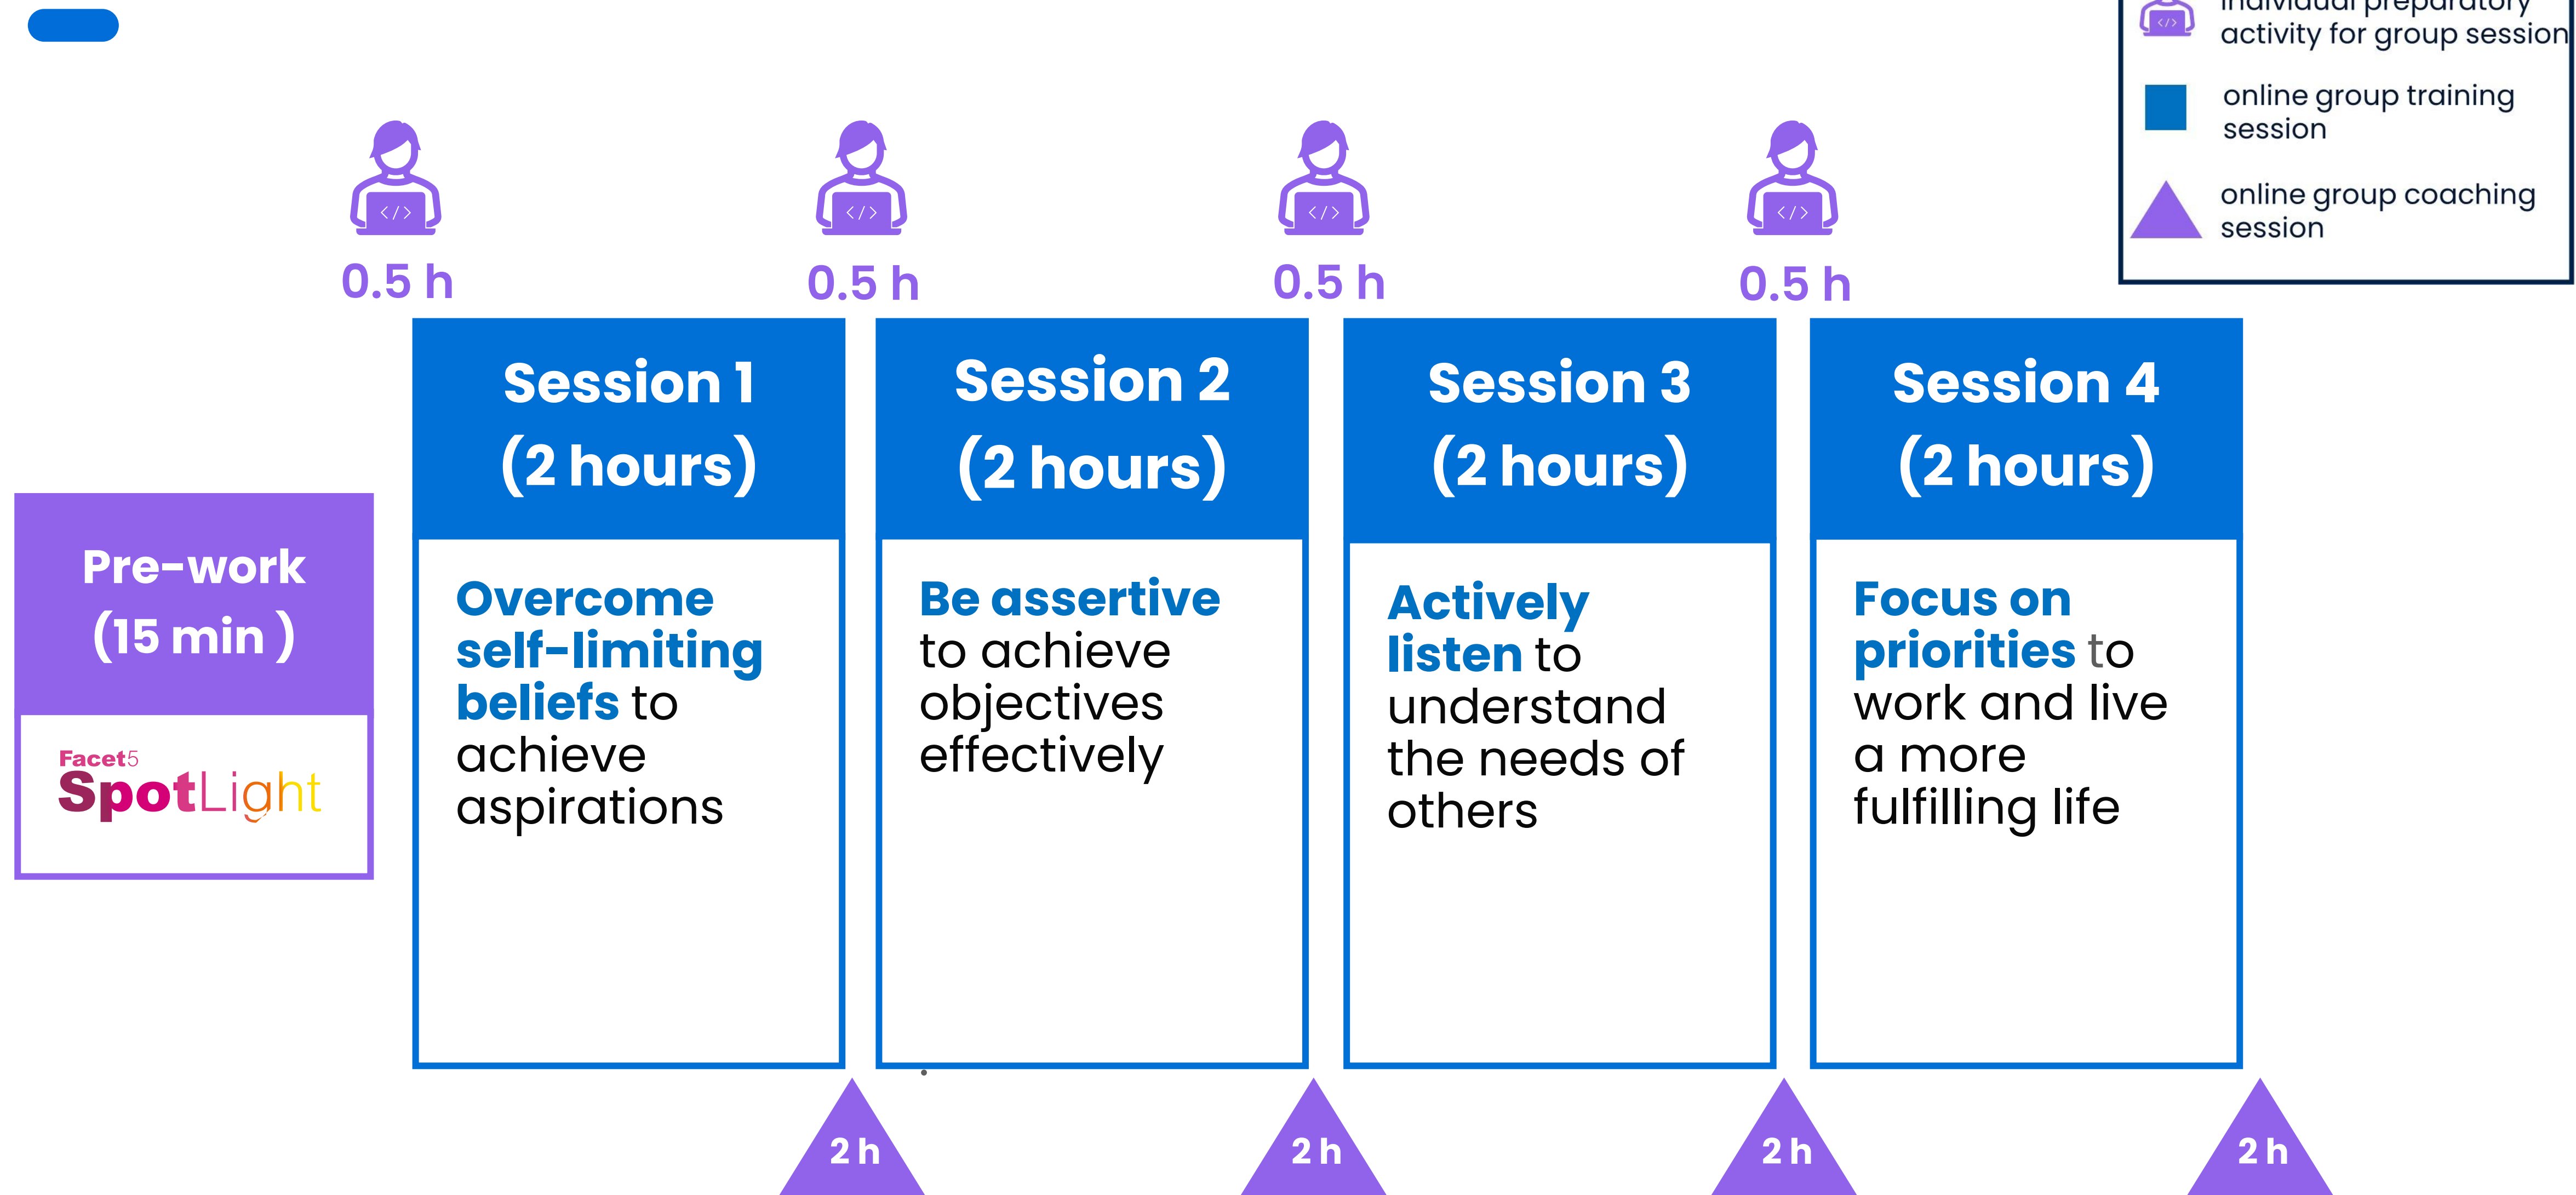 individual preparatory
activity for group session
online group training
session
online group coaching
session
</>
0.5 h
</>
0.5 h
</>
0.5 h
</>
0.5 h
Pre-work
(15 min )
Facet5
SpotLight
Session 1
(2 hours)
Overcome
self-limiting
beliefs to
achieve
aspirations
Session 2
(2 hours)
Be assertive
to achieve
objectives
effectively
Session 3
(2 hours)
Actively
listen to
understand
the needs of
others
Session 4
(2 hours)
Focus on
priorities to
work and live
a more
fulfilling life
2 h
2 h
2 h
2 h